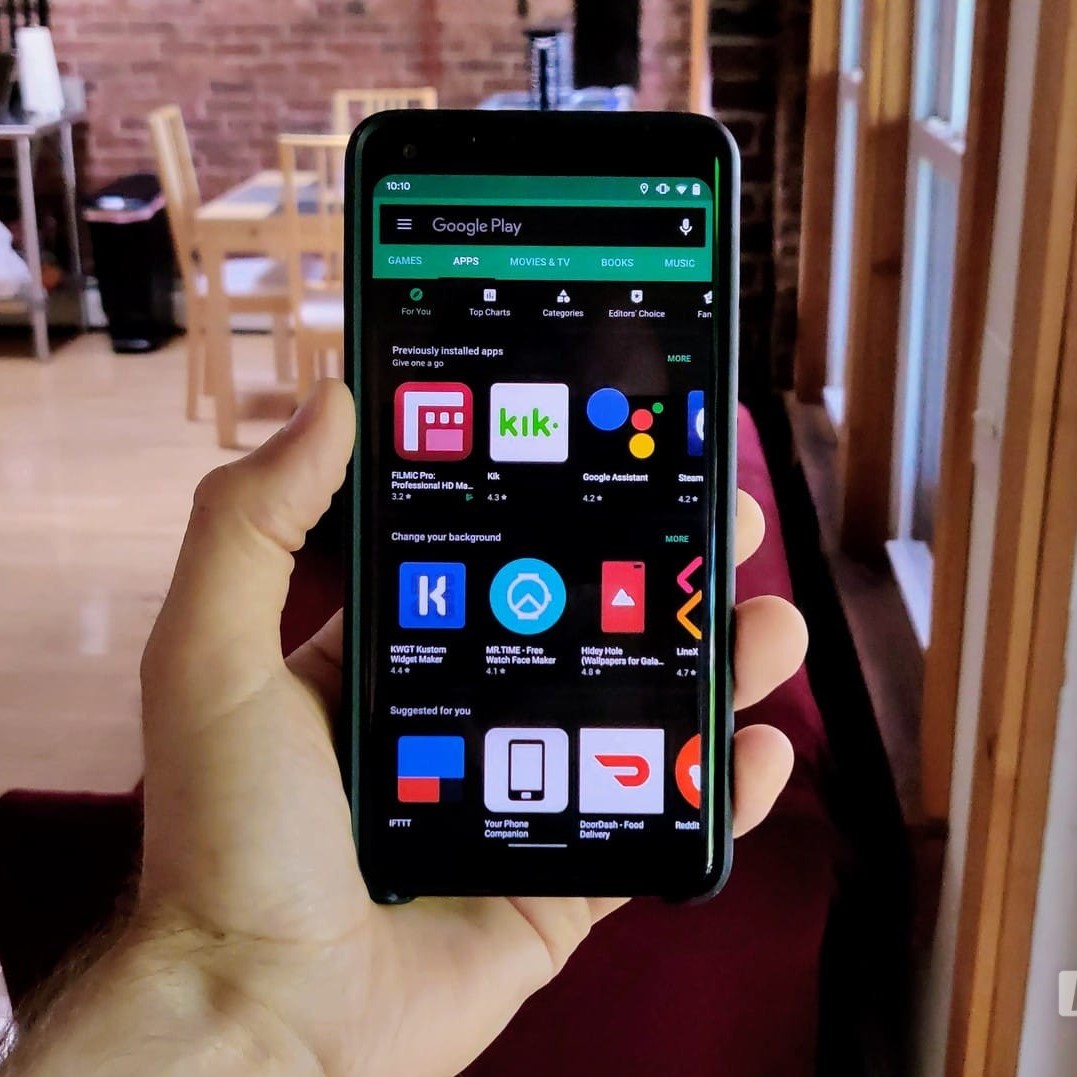 10:10
Google Play
GAMES APPS MOVIES & TV BOOKS MUSIC
For You Top Charts Categories Editors' Choice Fan
Previously installed apps
Give one a go
MORE
kik.
FiLMiC Pro:
Professional HD Ma...
3.2
Kik
4.3
Google Assistant
4.2
Steam
4.2
Change your background
MORE
KWGT Kustom
Widget Maker
4.4
MR.TIME - Free
Watch Face Maker
4.1
Hidey Hole
(Wallpapers for Gala...
4.8
LineX
4.7
Suggested for you
IFTTT
Your Phone
Companion
DoorDash - Food
Delivery
Reddit